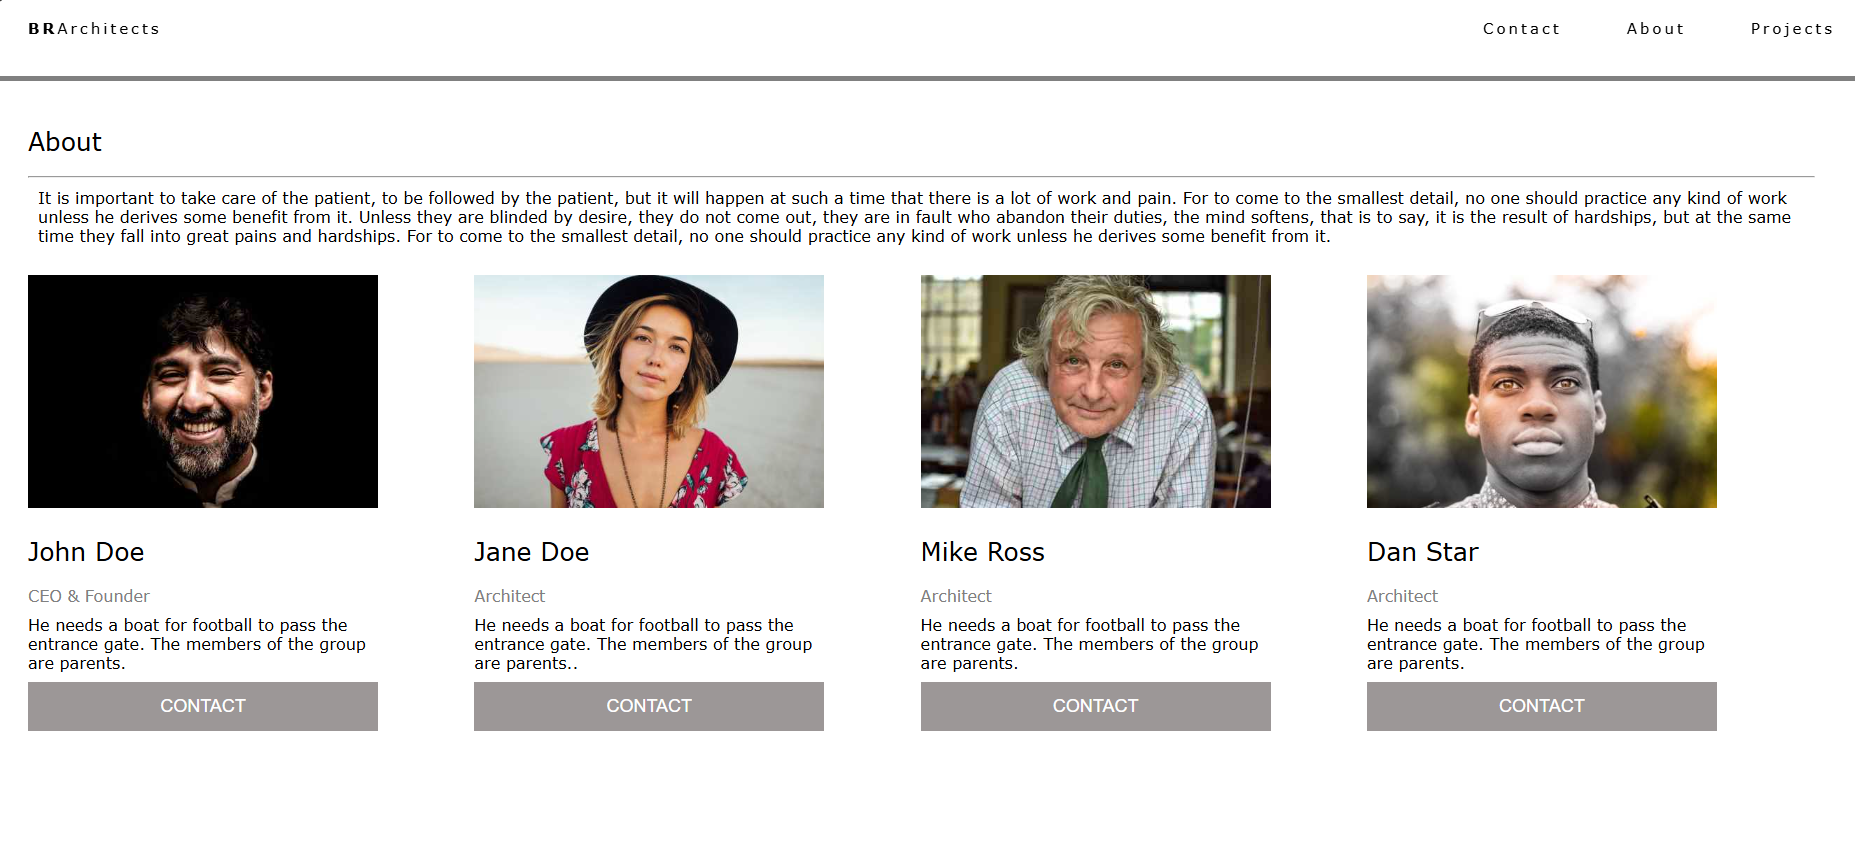 BRArchitects
Contact About Projects
About
It is important to take care of the patient, to be followed by the patient, but it will happen at such a time that there is a lot of work and pain. For to come to the smallest detail, no one should practice any kind of work
unless he derives some benefit from it. Unless they are blinded by desire, they do not come out, they are in fault who abandon their duties, the mind softens, that is to say, it is the result of hardships, but at the same
time they fall into great pains and hardships. For to come to the smallest detail, no one should practice any kind of work unless he derives some benefit from it.
John Doe
CEO & Founder
He needs a boat for football to pass the
entrance gate. The members of the group
are parents.
CONTACT
Jane Doe
Architect
He needs a boat for football to pass the
entrance gate. The members of the group
are parents..
CONTACT
Mike Ross
Architect
He needs a boat for football to pass the
entrance gate. The members of the group
are parents.
CONTACT
Dan Star
Architect
He needs a boat for football to pass the
entrance gate. The members of the group
are parents.
CONTACT